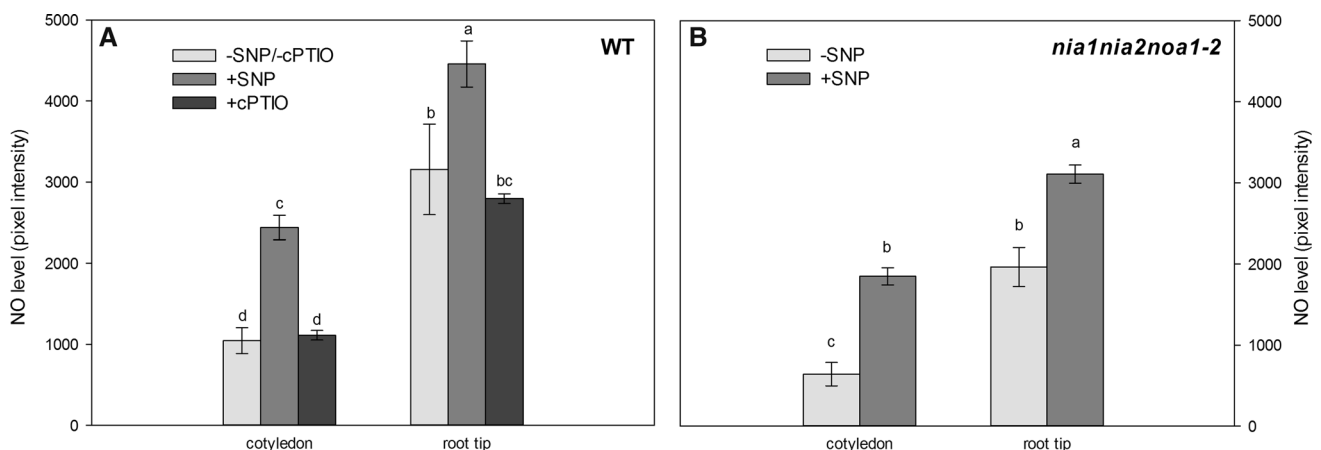 A
WT
-SNP/-cPTIO
+SNP
+cPTIO
NO level (pixel intensity)
5000
4000
3000
2000
1000
0
d
c
d
b
a
bc
cotyledon
root tip
B
nia1nia2noa1-2
-SNP
+SNP
c
b
b
a
cotyledon
root tip
5000
4000
3000
2000
1000
0
NO level (pixel intensity)